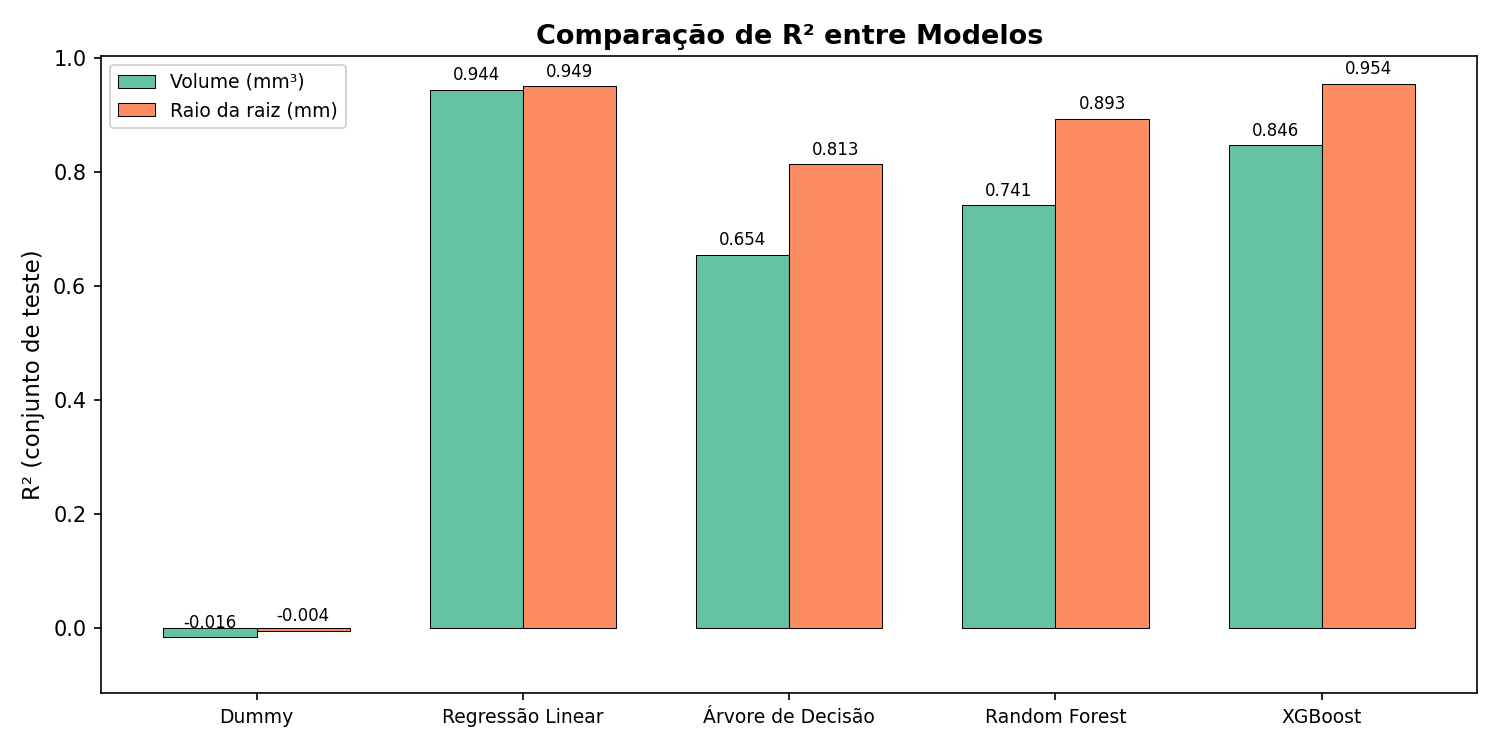 Comparação de R² entre Modelos
Volume (mm³)
Raio da raiz (mm)
R² (conjunto de teste)
1.0
0.8
0.6
0.4
0.2
0.0
-0.016
-0.004
0.944
0.949
0.654
0.813
0.741
0.893
0.846
0.954
Dummy
Regressão Linear
Árvore de Decisão
Random Forest
XGBoost